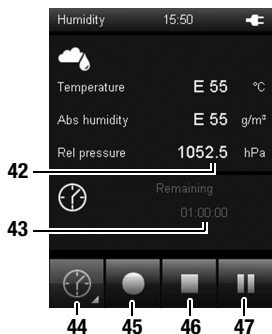 Humidity 15:50
Temperature E 55 °C
Abs humidity E 55 g/m³
Rel pressure 1052.5 hPa
42
Remaining
01:00:00
43
44 45 46 47